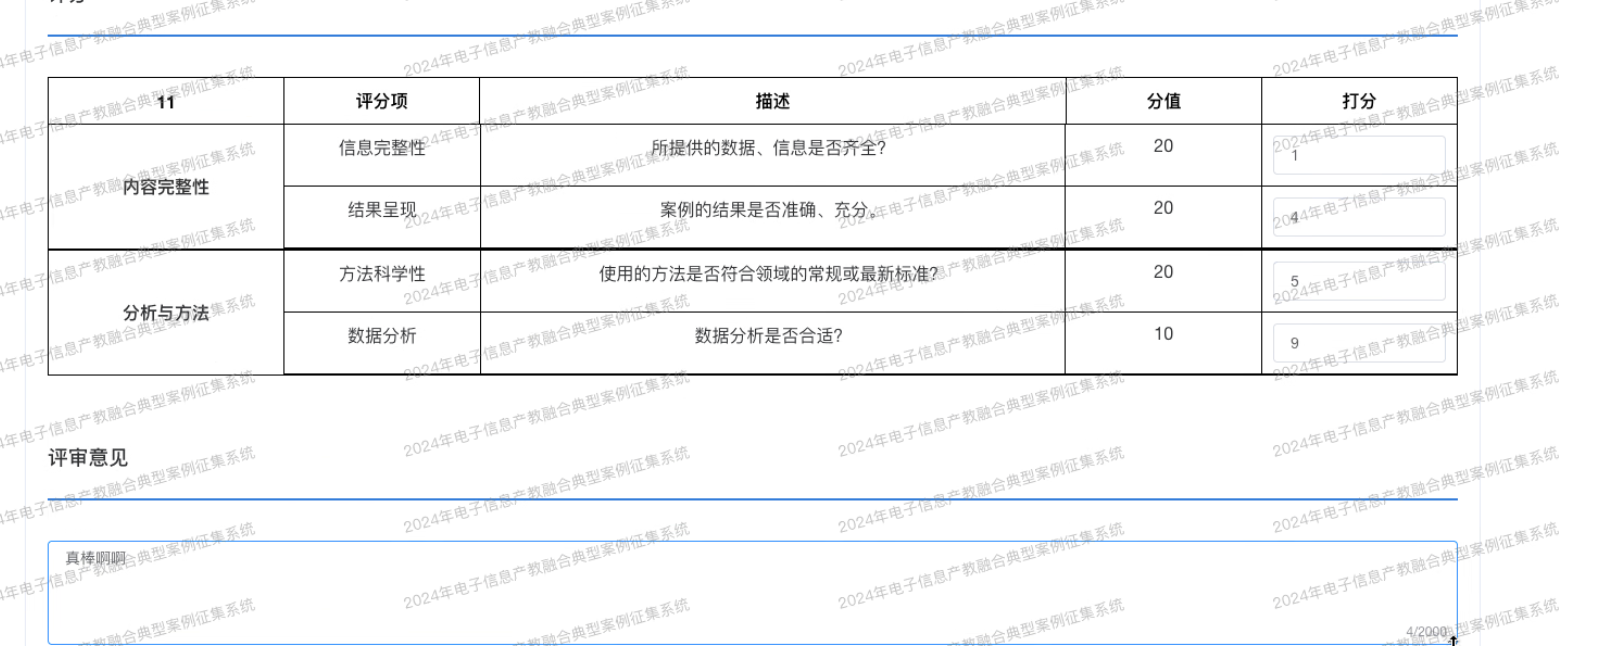 11 评分项 描述 分值 打分
内容完整性
信息完整性 所提供的数据、信息是否齐全? 20 1
结果呈现 案例的结果是否准确、充分。 20 4
分析与方法
方法科学性 使用的方法是否符合领域的常规或最新标准? 20 5
数据分析 数据分析是否合适? 10 9
评审意见
真棒啊啊
4/2000
2024年电子信息产教融合典型案例征集系统